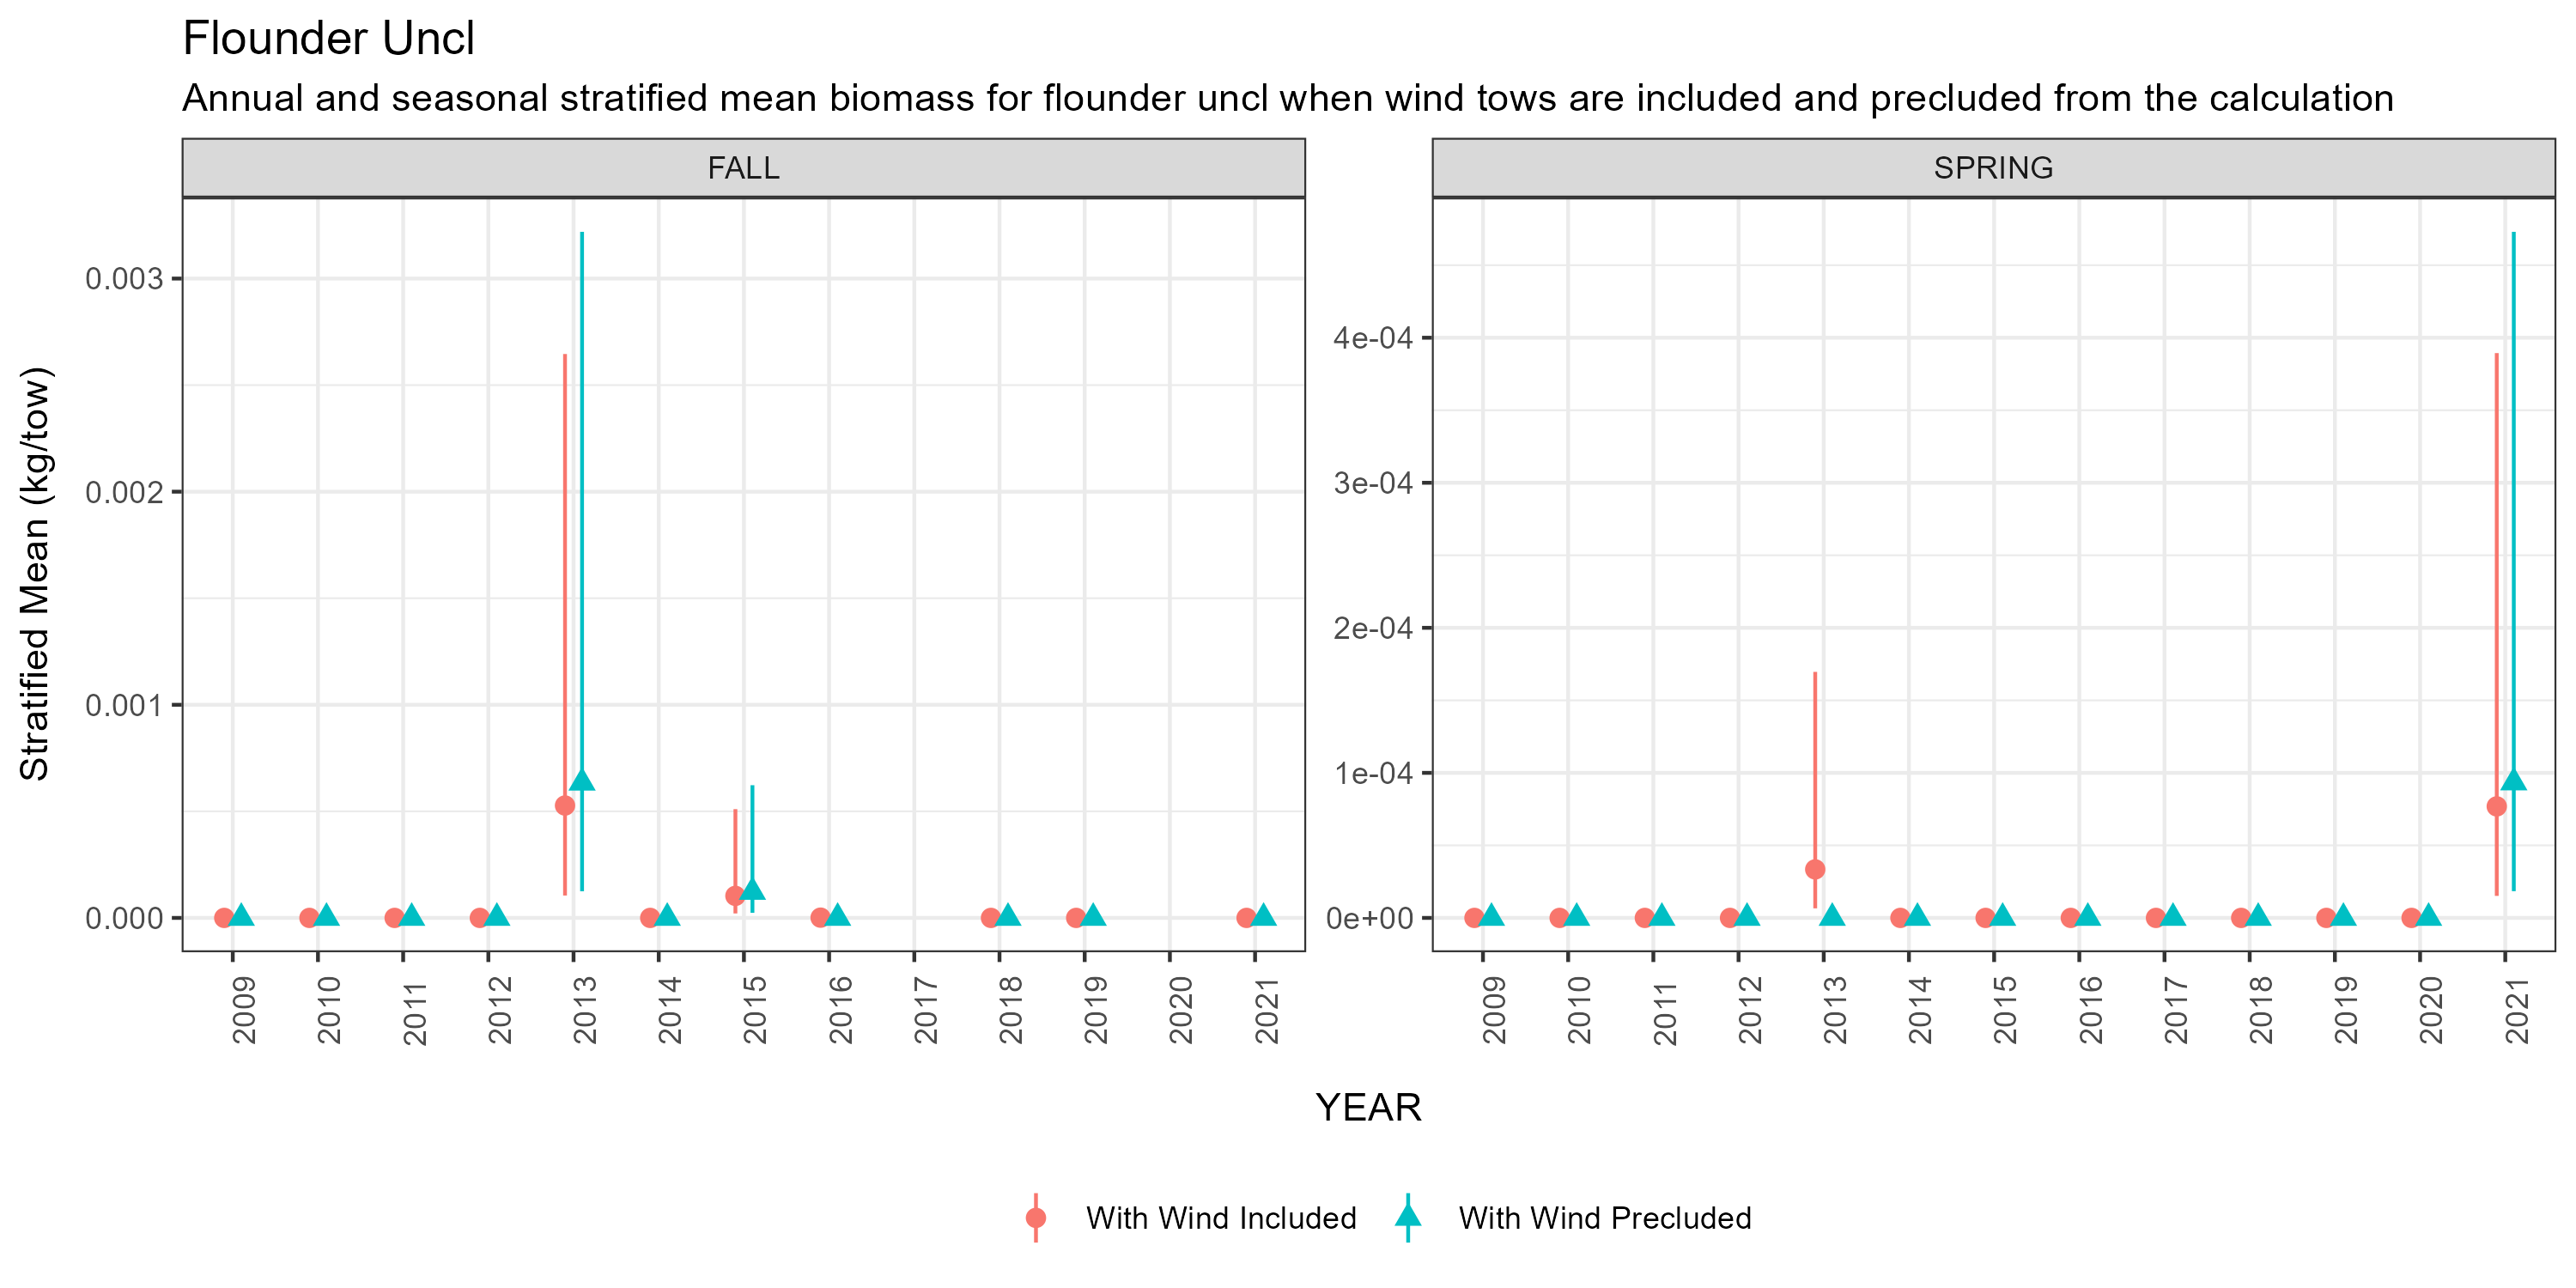 Flounder Uncl
Annual and seasonal stratified mean biomass for flounder uncl when wind tows are included and precluded from the calculation
FALL
SPRING
Stratified Mean (kg/tow)
0.003
0.002
0.001
0.000
4e-04
3e-04
2e-04
1e-04
0e+00
2009 2010 2011 2012 2013 2014 2015 2016 2017 2018 2019 2020 2021
2009 2010 2011 2012 2013 2014 2015 2016 2017 2018 2019 2020 2021
YEAR
With Wind Included
With Wind Precluded